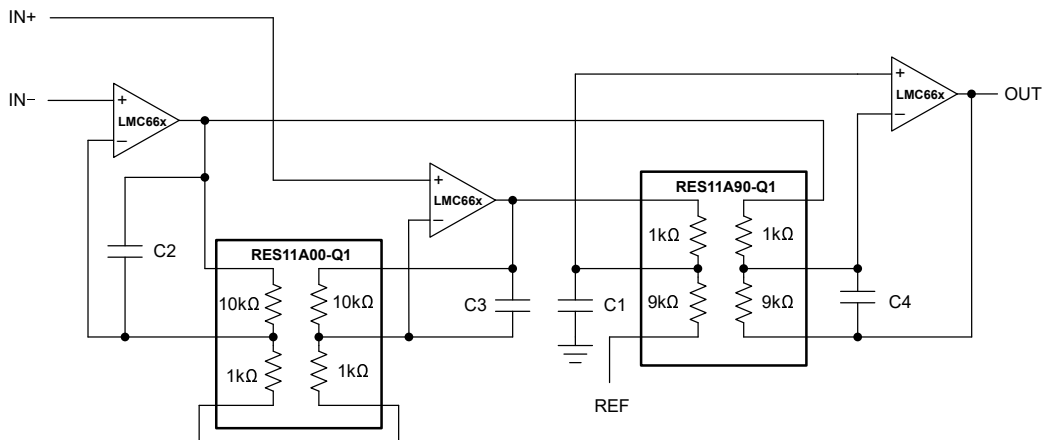 IN+
IN−
LMC66x
C2
RES11A00-Q1
10kΩ
10kΩ
1kΩ
1kΩ
LMC66x
C3
C1
RES11A90-Q1
1kΩ
1kΩ
9kΩ
9kΩ
REF
C4
LMC66x
OUT
+
−
+
−
+
−